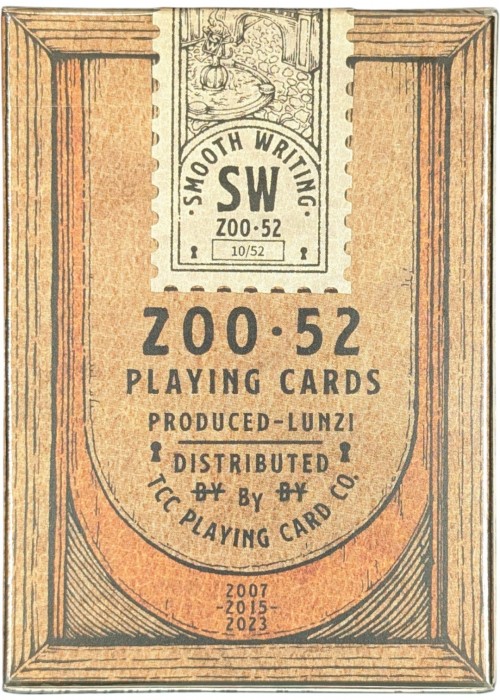 ·SMOOTH WRITING·
SW
ZOO·52
10/52
ZOO·52
PLAYING CARDS
PRODUCED-LUNZI
DISTRIBUTED
BY By BY
TCC PLAYING CARD CO.
2007
-2015-
2023